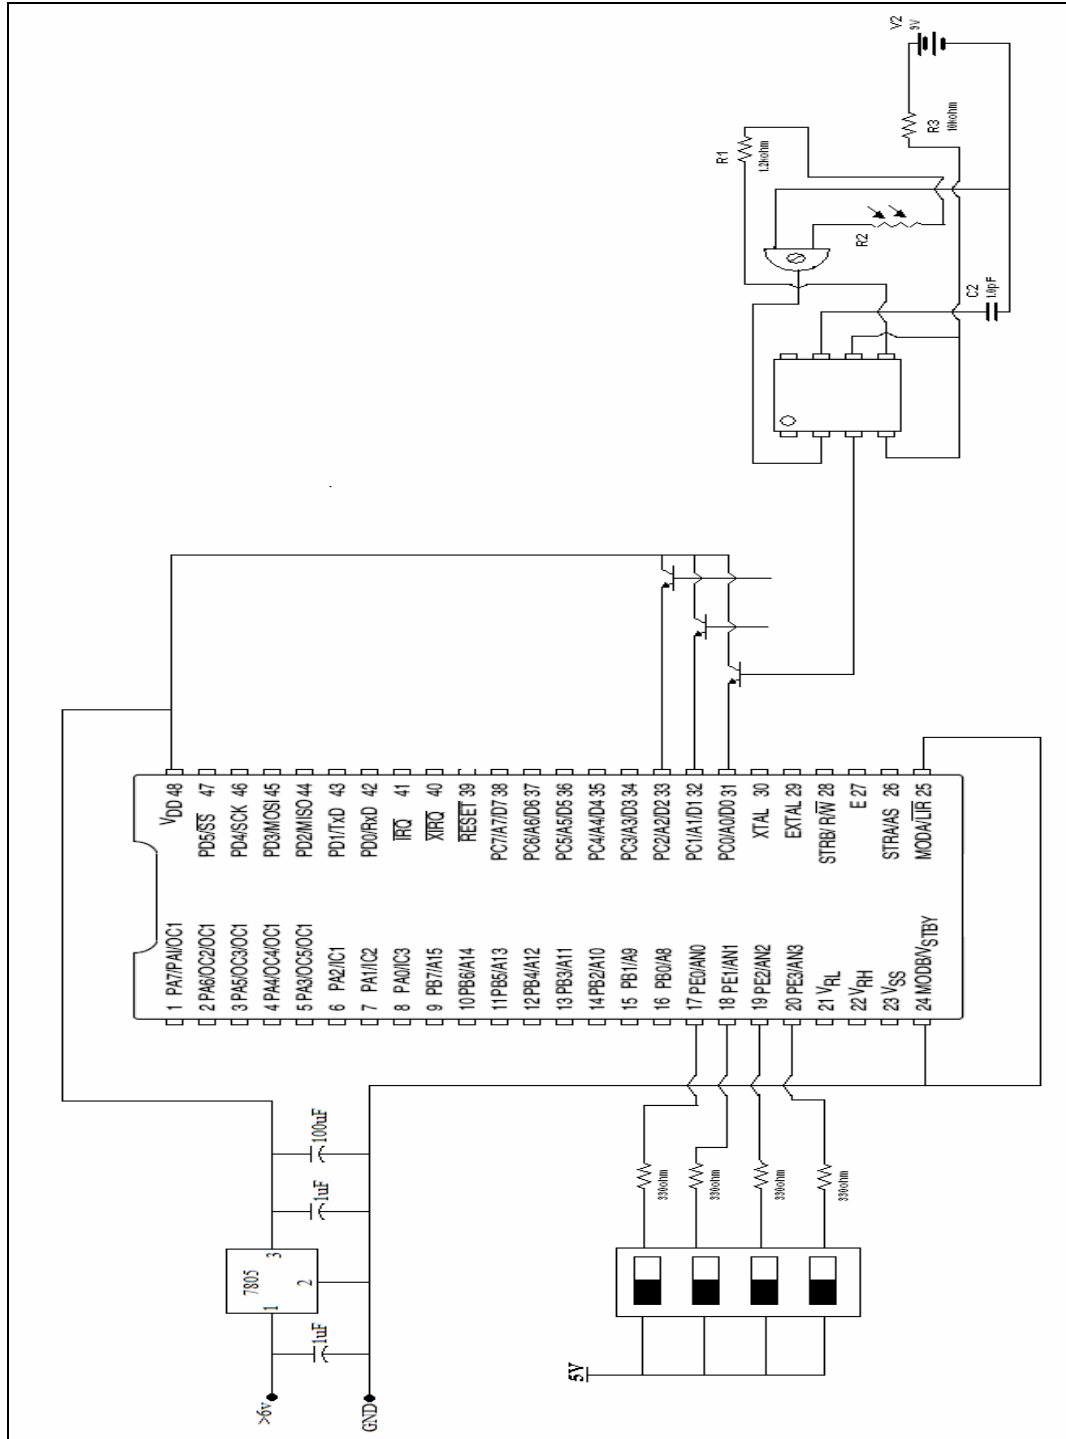 V2
9V
R3
10kohm
R1
1.2kohm
R2
C2
1.0pF
VDD 48
PD5/S̅S̅ 47
PD4/SCK 46
PD3/MOSI 45
PD2/MISO 44
PD1/TxD 43
PD0/RxD 42
I̅R̅Q̅ 41
X̅I̅R̅Q̅ 40
R̅E̅S̅E̅T̅ 39
PC7/A7/D7 38
PC6/A6/D6 37
PC5/A5/D5 36
PC4/A4/D4 35
PC3/A3/D3 34
PC2/A2/D2 33
PC1/A1/D1 32
PC0/A0/D0 31
XTAL 30
EXTAL 29
STRB/ R/W̅ 28
E 27
STRA/AS 26
MODA/L̅I̅R̅ 25
1 PA7/PAI/OC1
2 PA6/OC2/OC1
3 PA5/OC3/OC1
4 PA4/OC4/OC1
5 PA3/OC5/OC1
6 PA2/IC1
7 PA1/IC2
8 PA0/IC3
9 PB7/A15
10 PB6/A14
11 PB5/A13
12 PB4/A12
13 PB3/A11
14 PB2/A10
15 PB1/A9
16 PB0/A8
17 PE0/AN0
18 PE1/AN1
19 PE2/AN2
20 PE3/AN3
21 VRL
22 VRH
23 VSS
24 MODB/VSTBY
100uF
1uF
7805
1
2
3
1uF
>6v
GND
330ohm
330ohm
330ohm
330ohm
5V